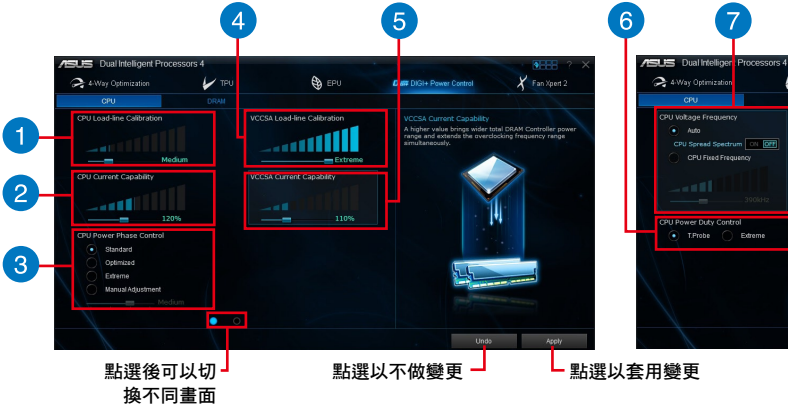 4
5
6
7
ASUS Dual Intelligent Processors 4
?
4-Way Optimization
TPU
EPU
DIGI+ Power Control
Fan Xpert 2
CPU
DRAM
1
CPU Load-line Calibration
Medium
VCCSA Load-line Calibration
Extreme
VCCSA Current Capability
A higher value brings wider total DRAM Controller power
range and extends the overclocking frequency range
simultaneously.
2
CPU Current Capability
120%
VCCSA Current Capability
110%
3
CPU Power Phase Control
Standard
Optimized
Extreme
Manual Adjustment
Medium
Undo
Apply
點選後可以切
換不同畫面
點選以不做變更
點選以套用變更
ASUS Dual Intelligent Processors 4
4-Way Optimization
CPU
CPU Voltage Frequency
Auto
CPU Spread Spectrum ON OFF
CPU Fixed Frequency
390kHz
CPU Power Duty Control
T.Probe
Extreme